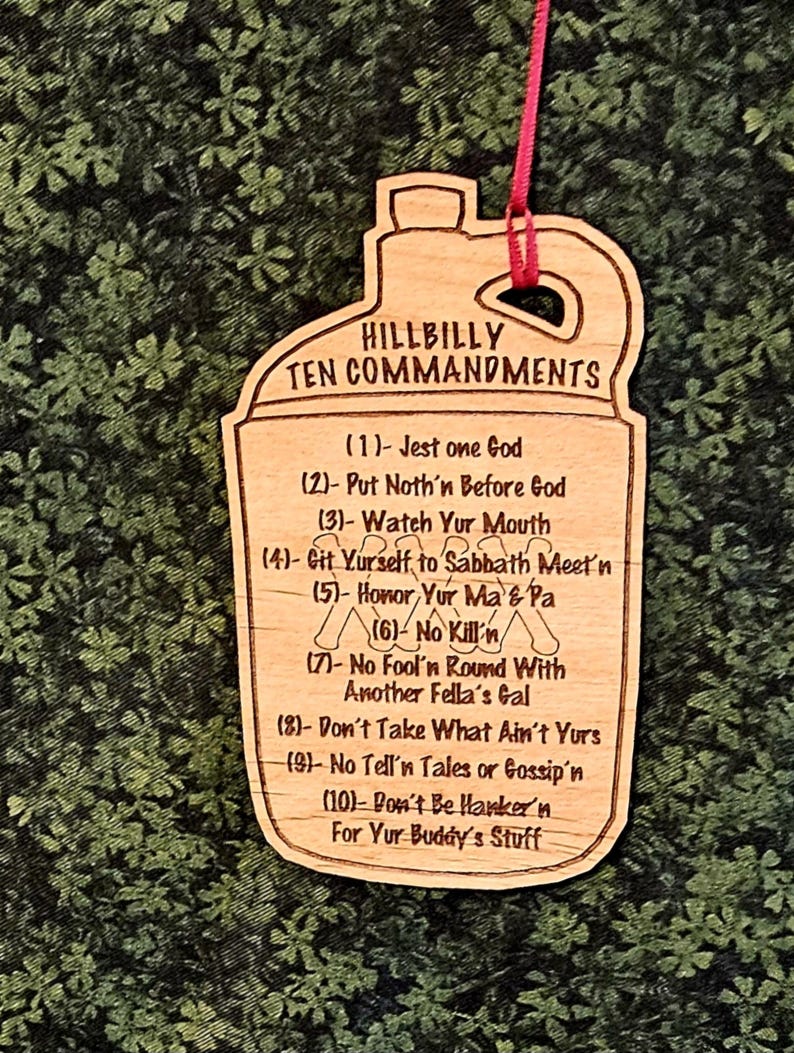 HILLBILLY
TEN COMMANDMENTS
(1)- Jest one God
(2)- Put Noth'n Before God
(3)- Watch Yur Mouth
(4)- Git Yurself to Sabbath Meet'n
(5)- Honor Yur Ma & Pa
(6)- No Kill'n
(7)- No Fool'n Round With
Another Fella's Gal
(8)- Don't Take What Ain't Yurs
(9)- No Tell'n Tales or Gossip'n
(10)- Don't Be Hanker'n
For Yur Buddy's Stuff